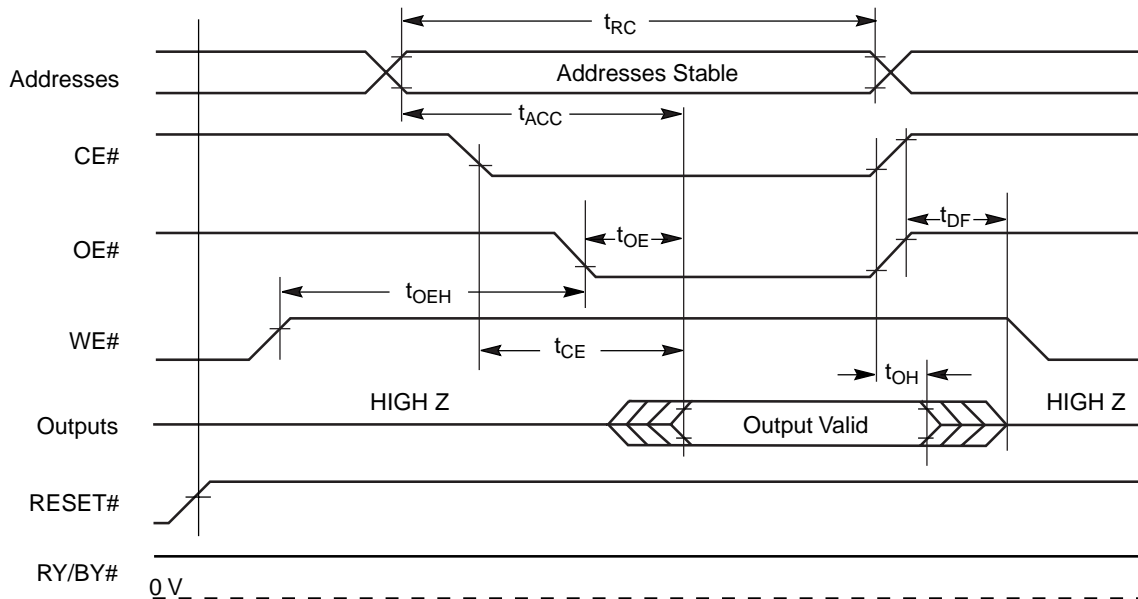 tRC
Addresses
Addresses Stable
tACC
CE#
tDF
OE#
tOE
tOEH
WE#
tCE
tOH
HIGH Z
HIGH Z
Outputs
Output Valid
RESET#
RY/BY#
0 V